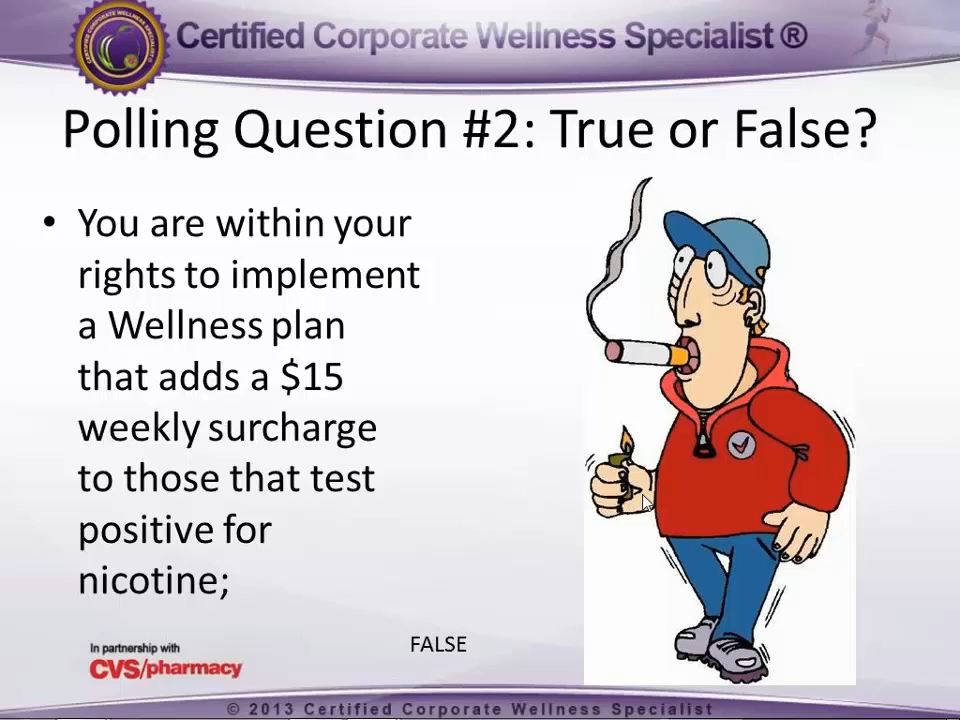 Certified Corporate Wellness Specialist ®
Polling Question #2: True or False?
• You are within your
rights to implement
a Wellness plan
that adds a $15
weekly surcharge
to those that test
positive for
nicotine;
FALSE
In partnership with
CVS/pharmacy
© 2013 Certified Corporate Wellness Specialist